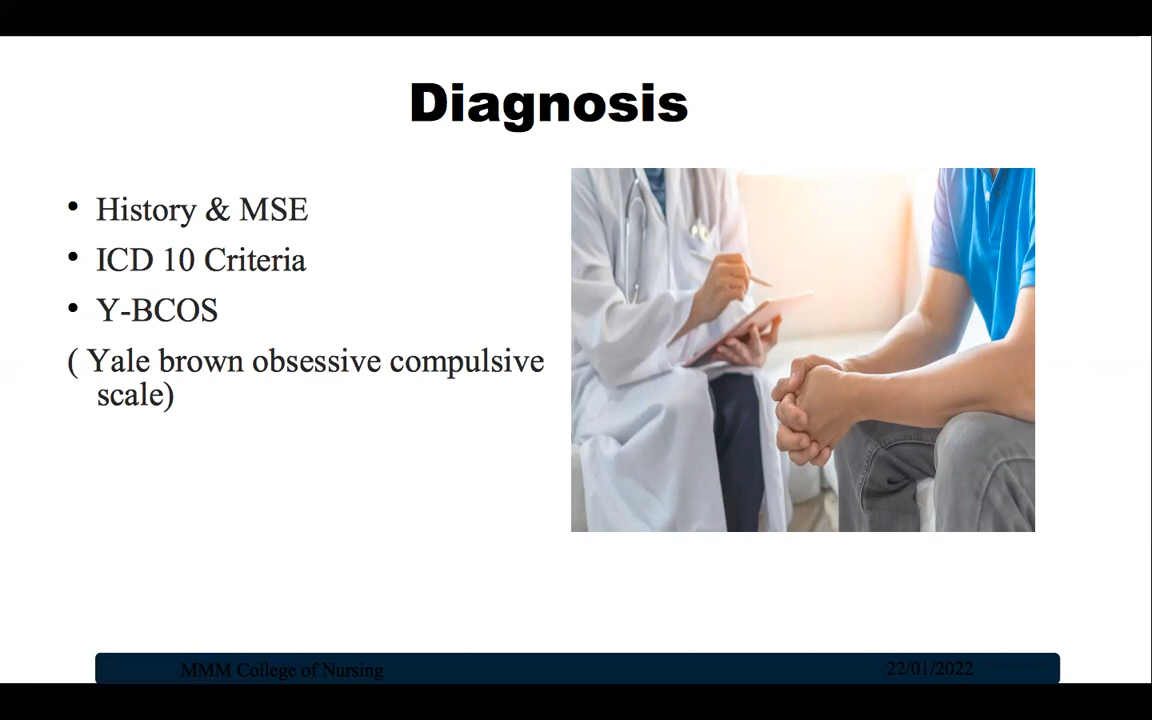 Diagnosis
• History & MSE
• ICD 10 Criteria
• Y-BCOS
( Yale brown obsessive compulsive
scale)
MMM College of Nursing
22/01/2022